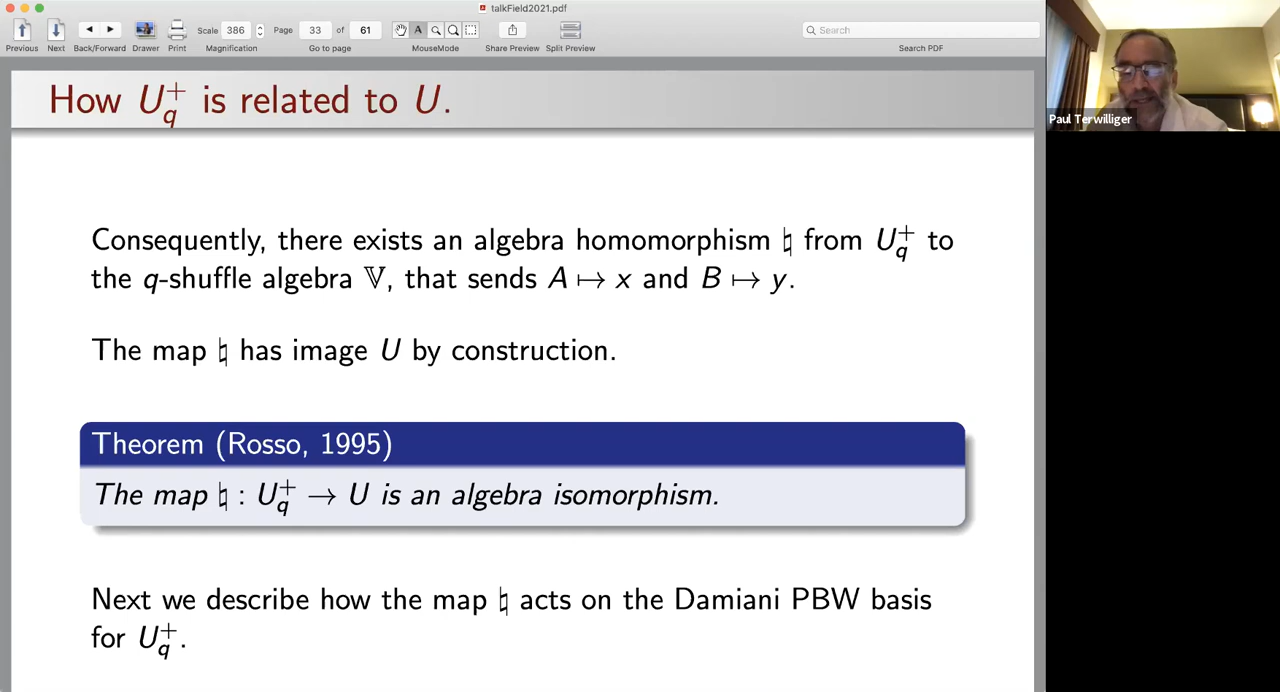 talkField2021.pdf
Scale 386 Page 33 of 61 Search
Previous Next Back/Forward Drawer Print Magnification Go to page MouseMode Share Preview Split Preview Search PDF
How U_q^+ is related to U.
Paul Terwilliger
Consequently, there exists an algebra homomorphism ♮ from U_q^+ to
the q-shuffle algebra 𝕍, that sends A ↦ x and B ↦ y.
The map ♮ has image U by construction.
Theorem (Rosso, 1995)
The map ♮ : U_q^+ → U is an algebra isomorphism.
Next we describe how the map ♮ acts on the Damiani PBW basis
for U_q^+.